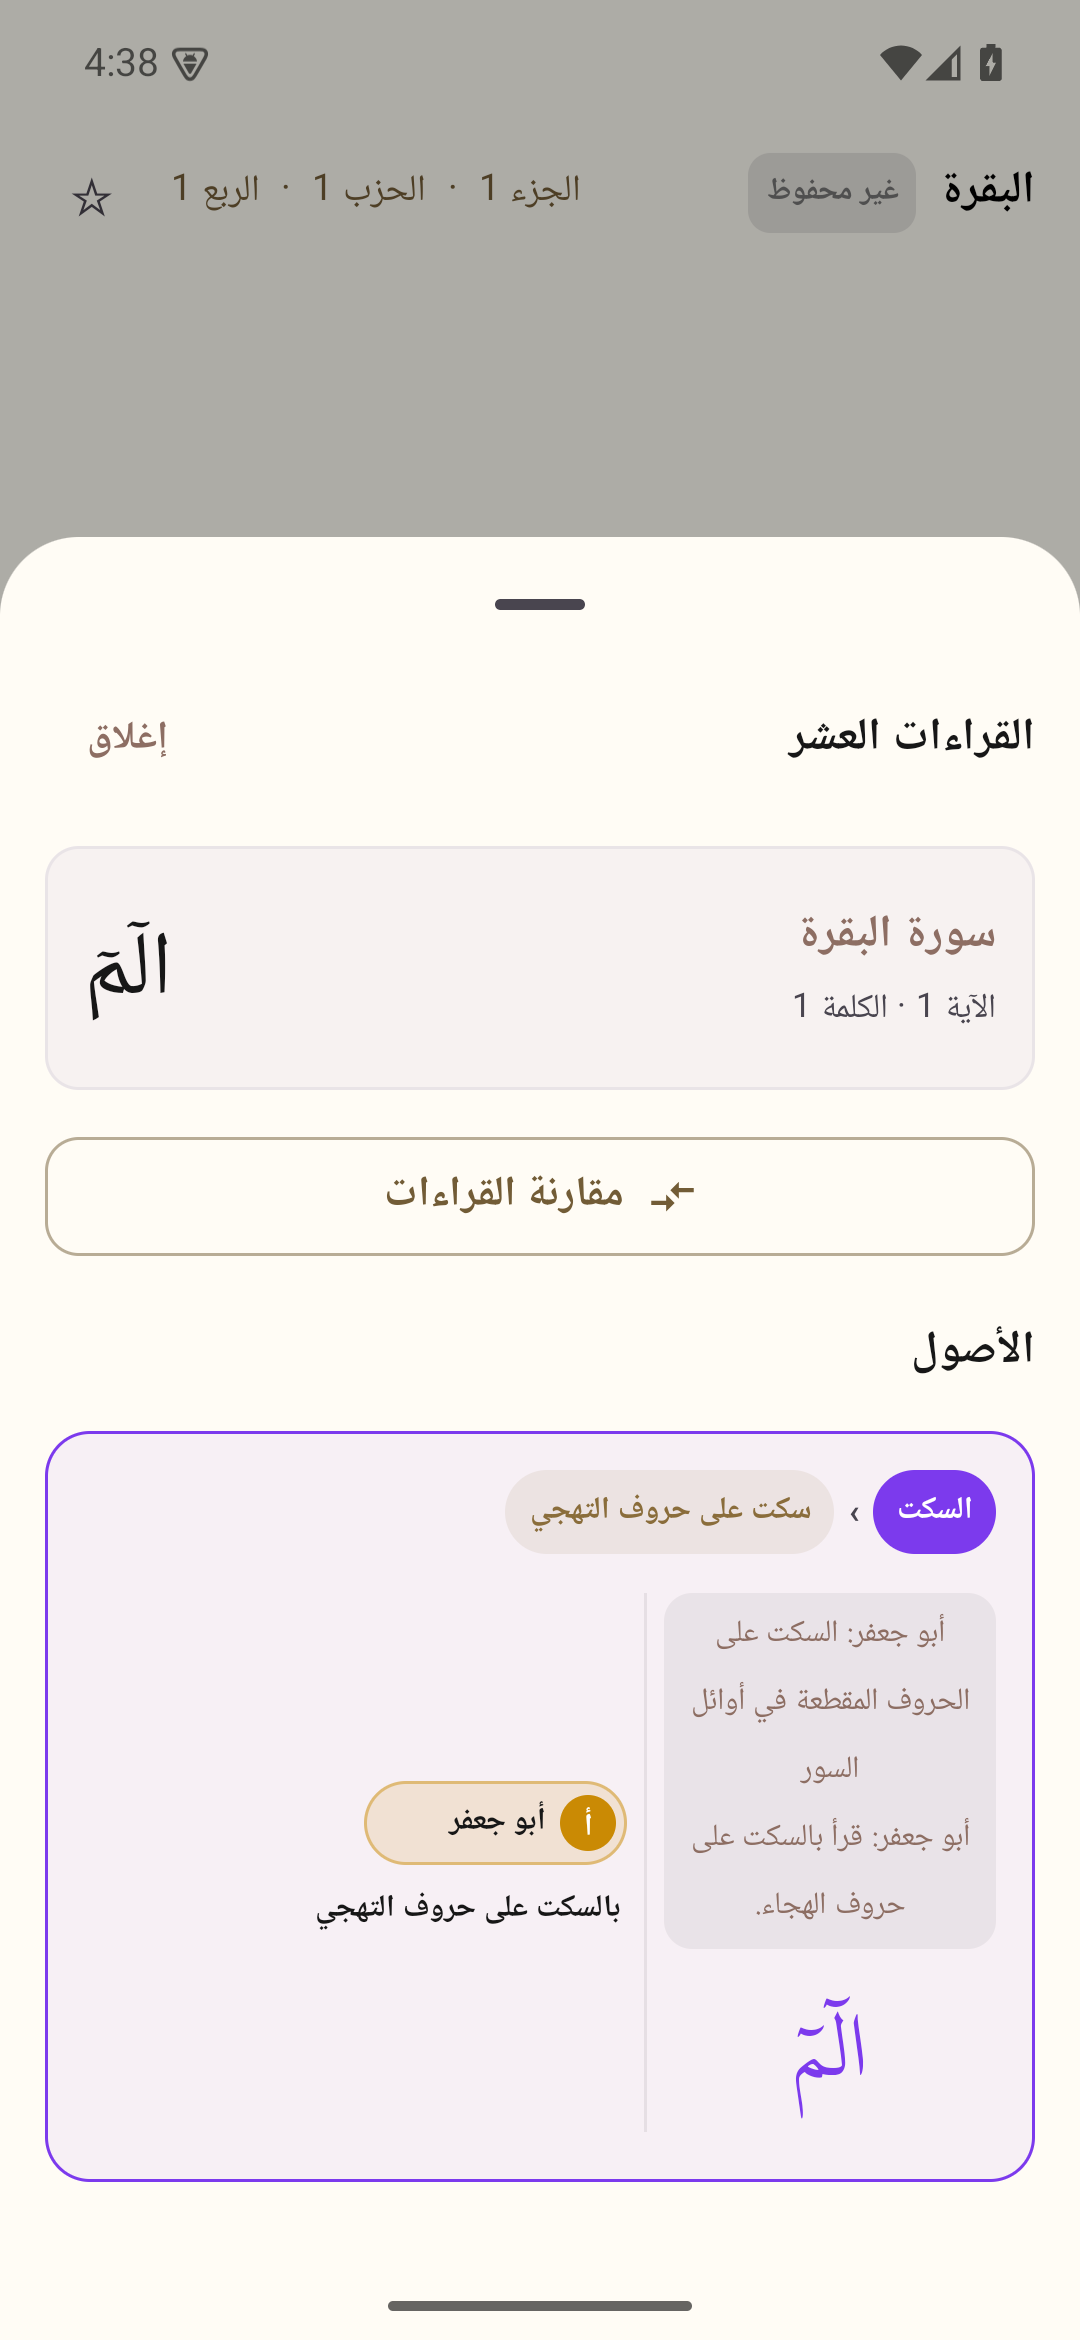 4:38
البقرة
غير محفوظ
الجزء 1 · الحزب 1 · الربع 1
القراءات العشر
إغلاق
سورة البقرة
الآية 1 · الكلمة 1
الٓمٓ
مقارنة القراءات
الأصول
السكت › سكت على حروف التهجي
أبو جعفر: السكت على
الحروف المقطعة في أوائل
السور
أبو جعفر: قرأ بالسكت على
حروف الهجاء.
الٓمٓ
أ أبو جعفر
بالسكت على حروف التهجي